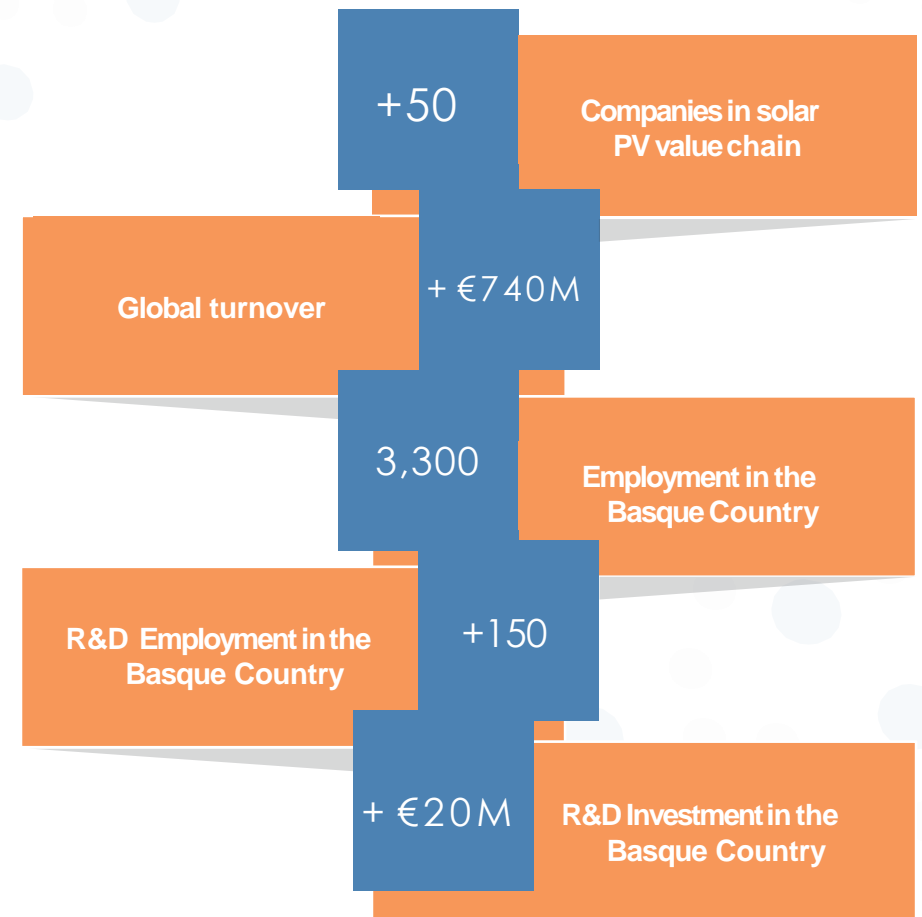 +50
Companies in solar
PV value chain
Global turnover
+ €740M
3,300
Employment in the
Basque Country
R&D Employment in the
Basque Country
+150
+ €20M
R&D Investment in the
Basque Country